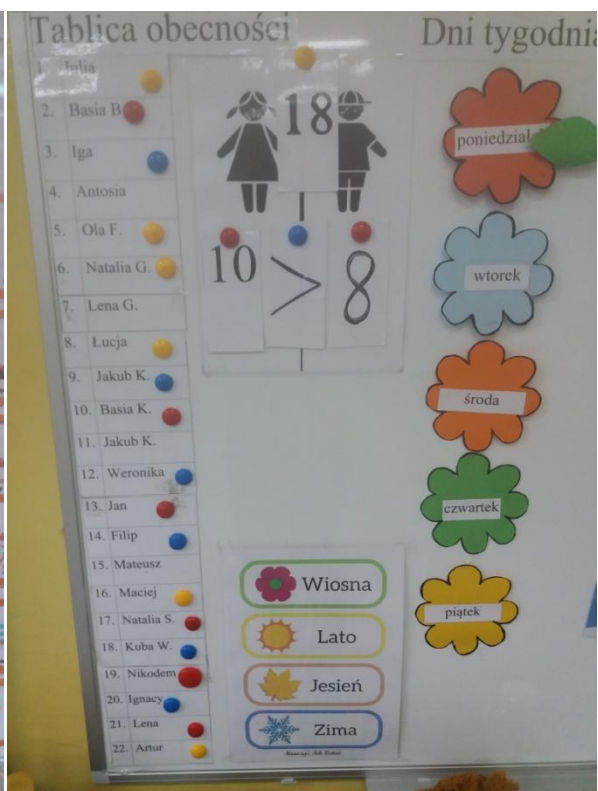 Tablica obecności
1. Julia
2. Basia B
3. Iga
4. Antosia
5. Ola F.
6. Natalia G.
7. Lena G.
8. Łucja
9. Jakub K.
10. Basia K.
11. Jakub K.
12. Weronika
13. Jan
14. Filip
15. Mateusz
16. Maciej
17. Natalia S.
18. Kuba W.
19. Nikodem
20. Ignacy
21. Lena
22. Artur
18
10 > 8
Wiosna
Lato
Jesień
Zima
Dni tygodnia
poniedział
wtorek
środa
czwartek
piątek